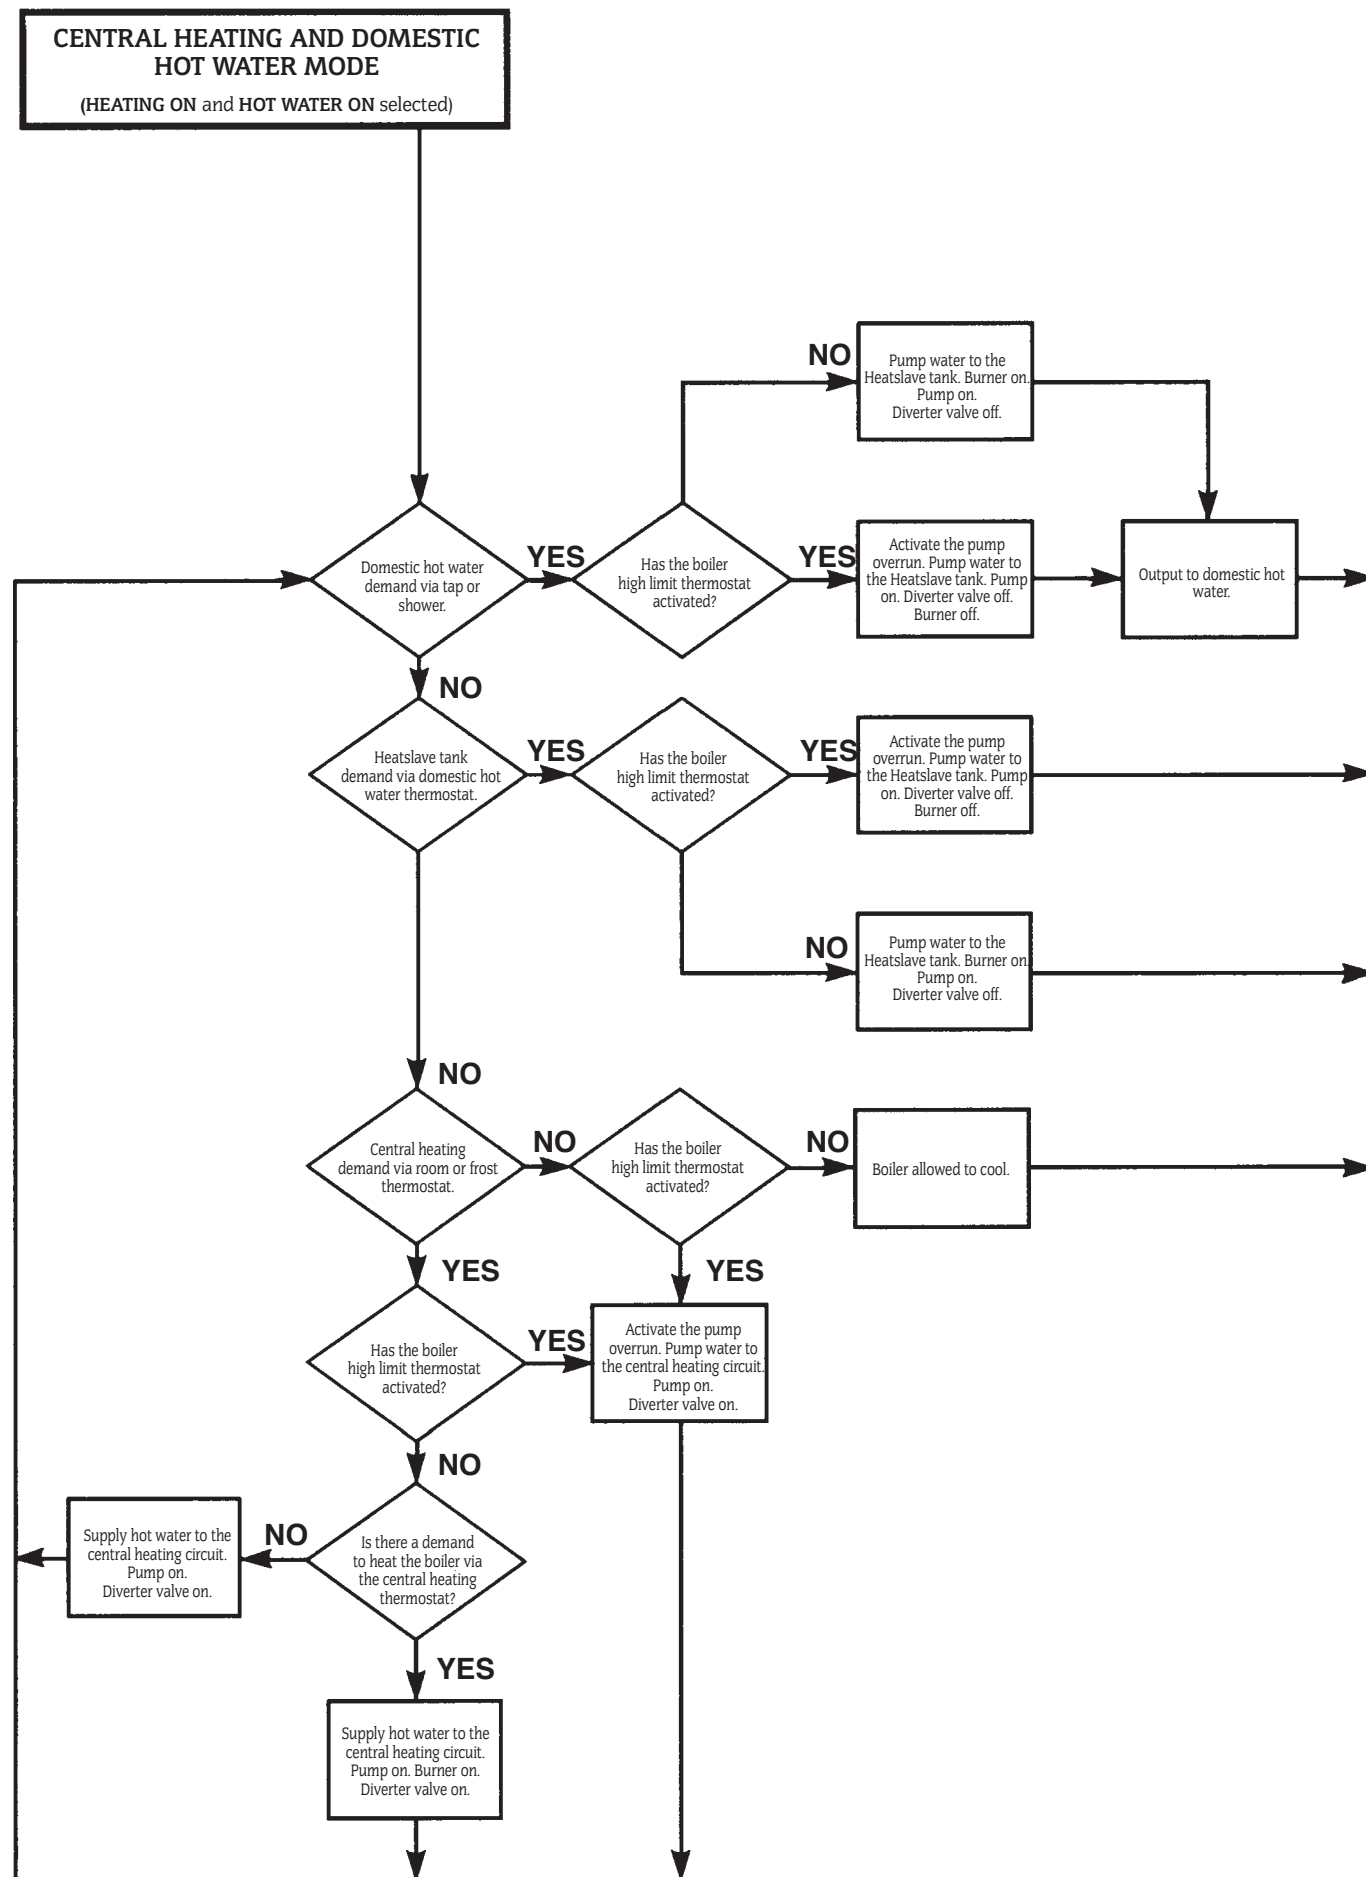 CENTRAL HEATING AND DOMESTIC
HOT WATER MODE
(HEATING ON and HOT WATER ON selected)
NO
Pump water to the
Heatslave tank. Burner on.
Pump on.
Diverter valve off.
Domestic hot water
demand via tap or
shower.
YES
Has the boiler
high limit thermostat
activated?
YES
Activate the pump
overrun. Pump water to
the Heatslave tank. Pump
on. Diverter valve off.
Burner off.
Output to domestic hot
water.
NO
Heatslave tank
demand via domestic hot
water thermostat.
YES
Has the boiler
high limit thermostat
activated?
YES
Activate the pump
overrun. Pump water to
the Heatslave tank. Pump
on. Diverter valve off.
Burner off.
NO
Pump water to the
Heatslave tank. Burner on.
Pump on.
Diverter valve off.
NO
Central heating
demand via room or frost
thermostat.
NO
Has the boiler
high limit thermostat
activated?
NO
Boiler allowed to cool.
YES
YES
Has the boiler
high limit thermostat
activated?
YES
Activate the pump
overrun. Pump water to
the central heating circuit.
Pump on.
Diverter valve on.
NO
Is there a demand
to heat the boiler via
the central heating
thermostat?
NO
Supply hot water to the
central heating circuit.
Pump on.
Diverter valve on.
YES
Supply hot water to the
central heating circuit.
Pump on. Burner on.
Diverter valve on.